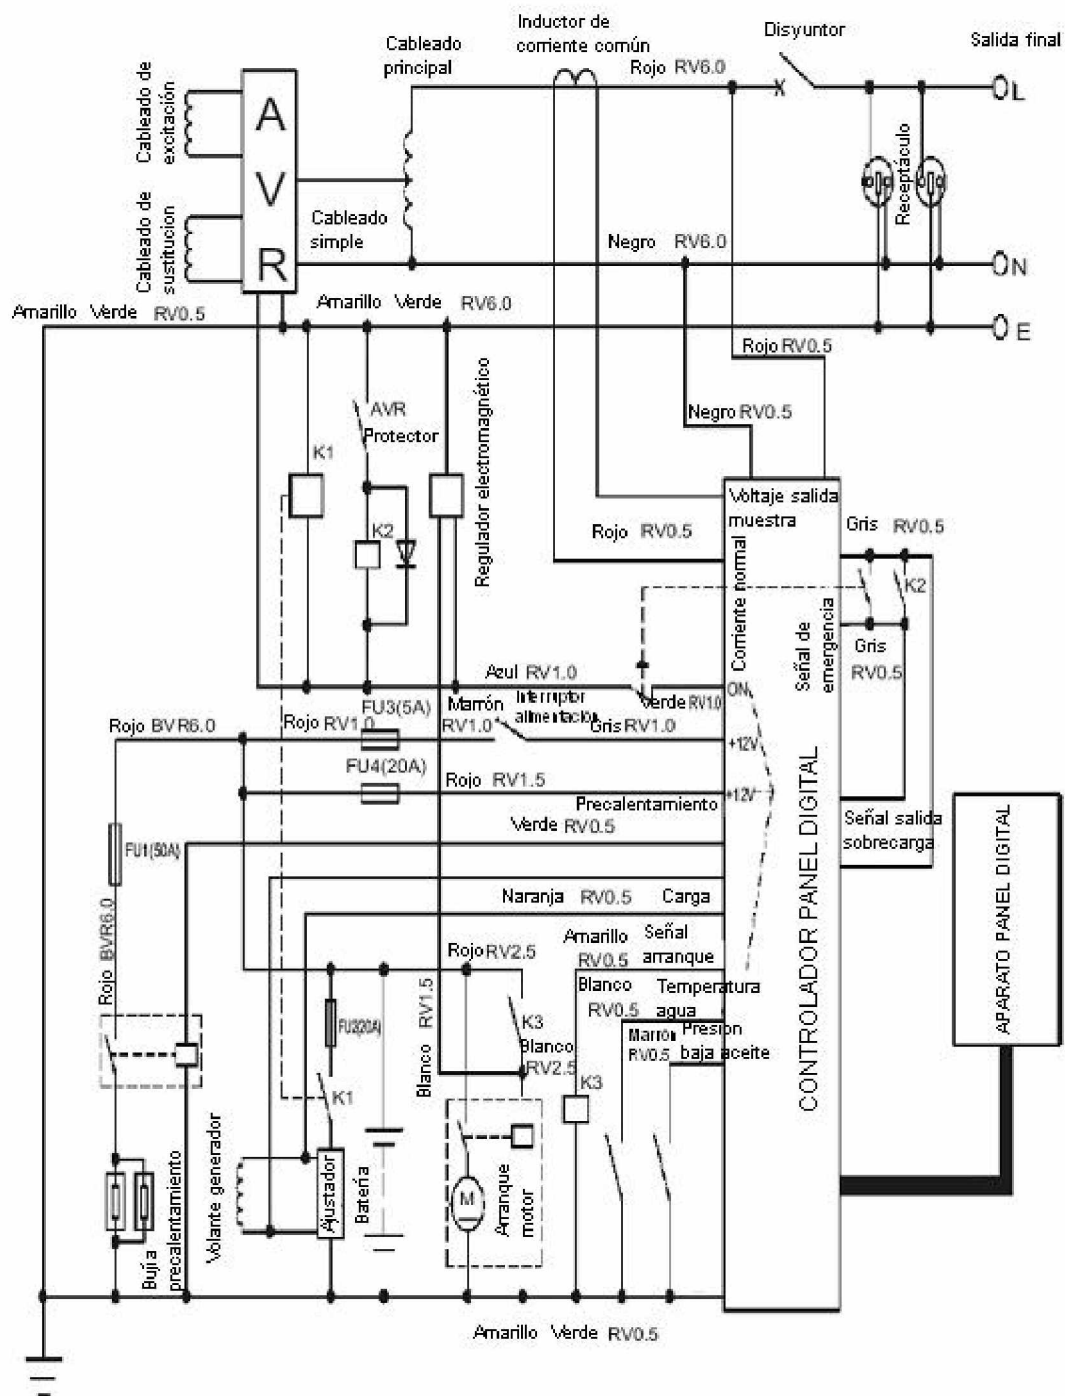 Inductor de
corriente común
Disyuntor
Salida final
Cableado
principal
Rojo RV6.0
L
Cableado de
excitación
A
V
R
Receptáculo
Cableado de
sustitucion
Cableado
simple
Negro RV6.0
N
Amarillo Verde RV0.5
Amarillo Verde RV6.0
E
Rojo RV0.5
Negro RV0.5
AVR
Protector
K1
K2
Regulador electromagnético
Voltaje salida
muestra
Rojo RV0.5
Gris RV0.5
Corriente normal
Señal de
emergencia
K2
Gris
RV0.5
Azul RV1.0
ON
Verde RV1.0
FU3(5A)
Marrón
RV1.0
Interruptor
alimentación
Gris RV1.0
Rojo BVR6.0
Rojo RV1.0
+12V
FU4(20A)
Rojo RV1.5
+12V
Precalentamiento
Verde RV0.5
Señal salida
sobrecarga
FU1(50A)
CONTROLADOR PANEL DIGITAL
APARATO PANEL DIGITAL
Naranja RV0.5 Carga
Rojo BVR6.0
Amarillo
RV0.5
Señal
arranque
Rojo RV2.5
Blanco
RV0.5
Temperatura
agua
Blanco RV1.5
FU2(20A)
K3
Blanco
RV2.5
Marrón
RV0.5
Presion
baja aceite
K3
K1
Volante generador
Ajustador
Batería
M
Arranque
motor
Bujía
precalentamiento
Amarillo Verde RV0.5